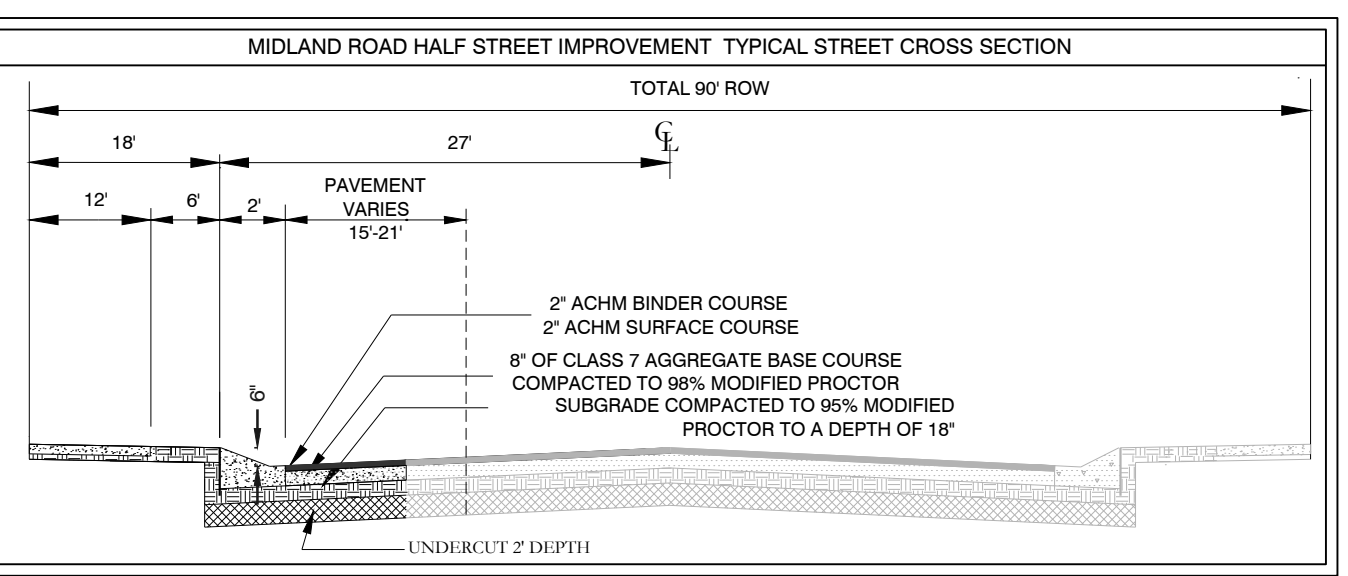 MIDLAND ROAD HALF STREET IMPROVEMENT TYPICAL STREET CROSS SECTION
TOTAL 90' ROW
℄
18'
27'
12'
6'
2'
PAVEMENT
VARIES
15'-21'
2" ACHM BINDER COURSE
2" ACHM SURFACE COURSE
8" OF CLASS 7 AGGREGATE BASE COURSE
COMPACTED TO 98% MODIFIED PROCTOR
SUBGRADE COMPACTED TO 95% MODIFIED
PROCTOR TO A DEPTH OF 18"
6"
UNDERCUT 2' DEPTH